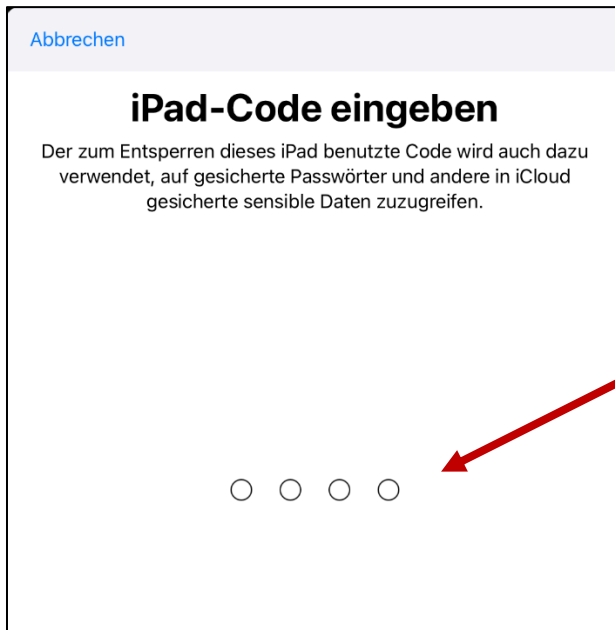 Abbrechen
iPad-Code eingeben
Der zum Entsperren dieses iPad benutzte Code wird auch dazu
verwendet, auf gesicherte Passwörter und andere in iCloud
gesicherte sensible Daten zuzugreifen.